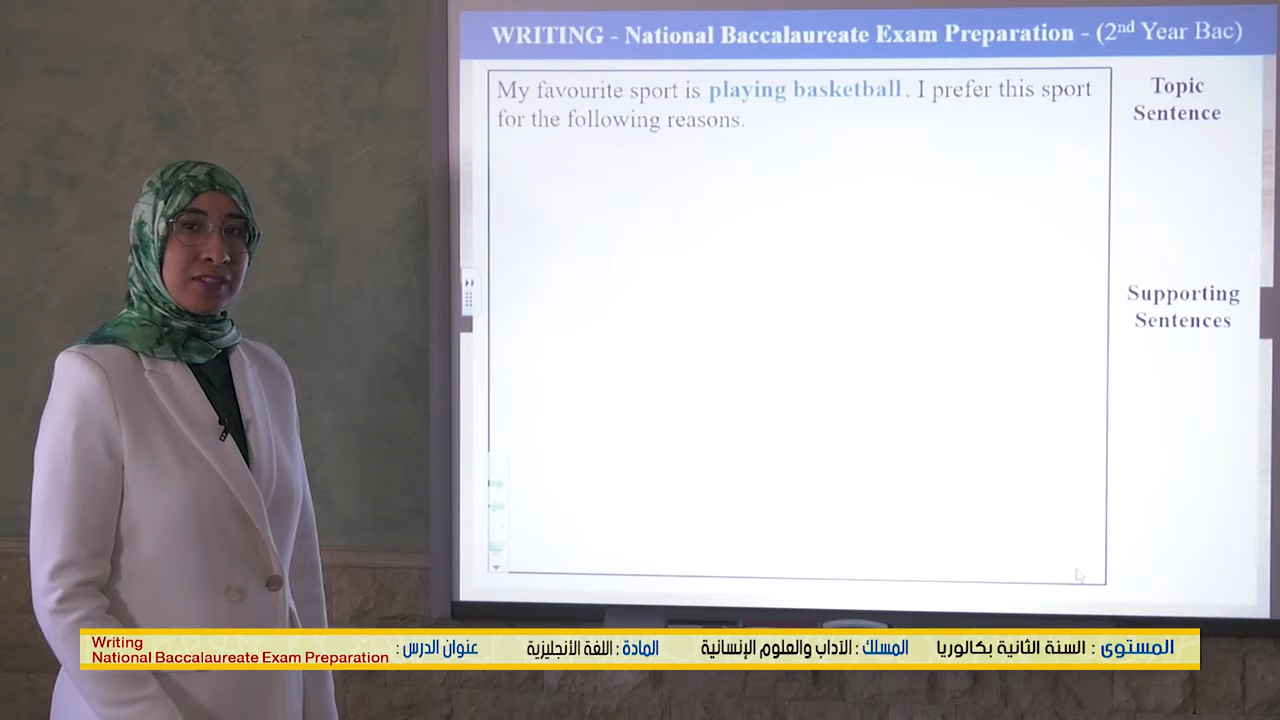 WRITING - National Baccalaureate Exam Preparation - (2nd Year Bac)
My favourite sport is playing basketball. I prefer this sport
for the following reasons.
Topic
Sentence
Supporting
Sentences
المستوى : السنة الثانية بكالوريا
المسلك : الآداب والعلوم الإنسانية
المادة : اللغة الأنجليزية
عنوان الدرس :
Writing
National Baccalaureate Exam Preparation